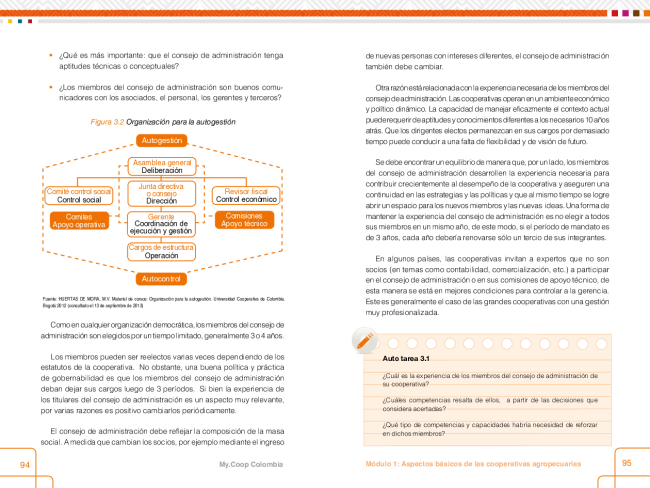 • ¿Qué es más importante: que el consejo de administración tenga
aptitudes técnicas o conceptuales?
• ¿Los miembros del consejo de administración son buenos comu-
nicadores con los asociados, el personal, los gerentes y terceros?
Figura 3.2 Organización para la autogestión
Autogestión
Asamblea general
Deliberación
Comité control social
Control social
Junta directiva
o consejo
Dirección
Revisor fiscal
Control económico
Comites
Apoyo operativa
Gerente
Coordinación de
ejecución y gestión
Comisiones
Apoyo técnico
Cargos de estructura
Operación
Autocontrol
Fuente: HUERTAS DE MORA, M.V. Material de curso: Organización para la autogestión. Universidad Cooperativa de Colombia.
Bogotá 2012 (consultado el 13 de septiembre de 2013)
Como en cualquier organización democrática, los miembros del consejo de
administración son elegidos por un tiempo limitado, generalmente 3 o 4 años.
Los miembros pueden ser reelectos varias veces dependiendo de los
estatutos de la cooperativa. No obstante, una buena política y práctica
de gobernabilidad es que los miembros del consejo de administración
deban dejar sus cargos luego de 3 períodos. Si bien la experiencia de
los titulares del consejo de administración es un aspecto muy relevante,
por varias razones es positivo cambiarlos periódicamente.
El consejo de administración debe reflejar la composición de la masa
social. A medida que cambian los socios, por ejemplo mediante el ingreso
94
My.Coop Colombia
de nuevas personas con intereses diferentes, el consejo de administración
también debe cambiar.
Otra razón está relacionada con la experiencia necesaria de los miembros del
consejo de administración. Las cooperativas operan en un ambiente económico
y político dinámico. La capacidad de manejar eficazmente el contexto actual
puede requerir de aptitudes y conocimientos diferentes a los necesarios 10 años
atrás. Que los dirigentes electos permanezcan en sus cargos por demasiado
tiempo puede conducir a una falta de flexibilidad y de visión de futuro.
Se debe encontrar un equilibrio de manera que, por un lado, los miembros
del consejo de administración desarrollen la experiencia necesaria para
contribuir crecientemente al desempeño de la cooperativa y aseguren una
continuidad en las estrategias y las políticas y que al mismo tiempo se logre
abrir un espacio para los nuevos miembros y las nuevas ideas. Una forma de
mantener la experiencia del consejo de administración es no elegir a todos
sus miembros en un mismo año, de este modo, si el período de mandato es
de 3 años, cada año debería renovarse sólo un tercio de sus integrantes.
En algunos países, las cooperativas invitan a expertos que no son
socios (en temas como contabilidad, comercialización, etc.) a participar
en el consejo de administración o en sus comisiones de apoyo técnico, de
esta manera se está en mejores condiciones para controlar a la gerencia.
Este es generalmente el caso de las grandes cooperativas con una gestión
muy profesionalizada.
Auto tarea 3.1
¿Cuál es la experiencia de los miembros del consejo de administración de
su cooperativa?
¿Cuáles competencias resalta de ellos, a partir de las decisiones que
considera acertadas?
¿Qué tipo de competencias y capacidades habría necesidad de reforzar
en dichos miembros?
Módulo 1: Aspectos básicos de las cooperativas agropecuarias
95